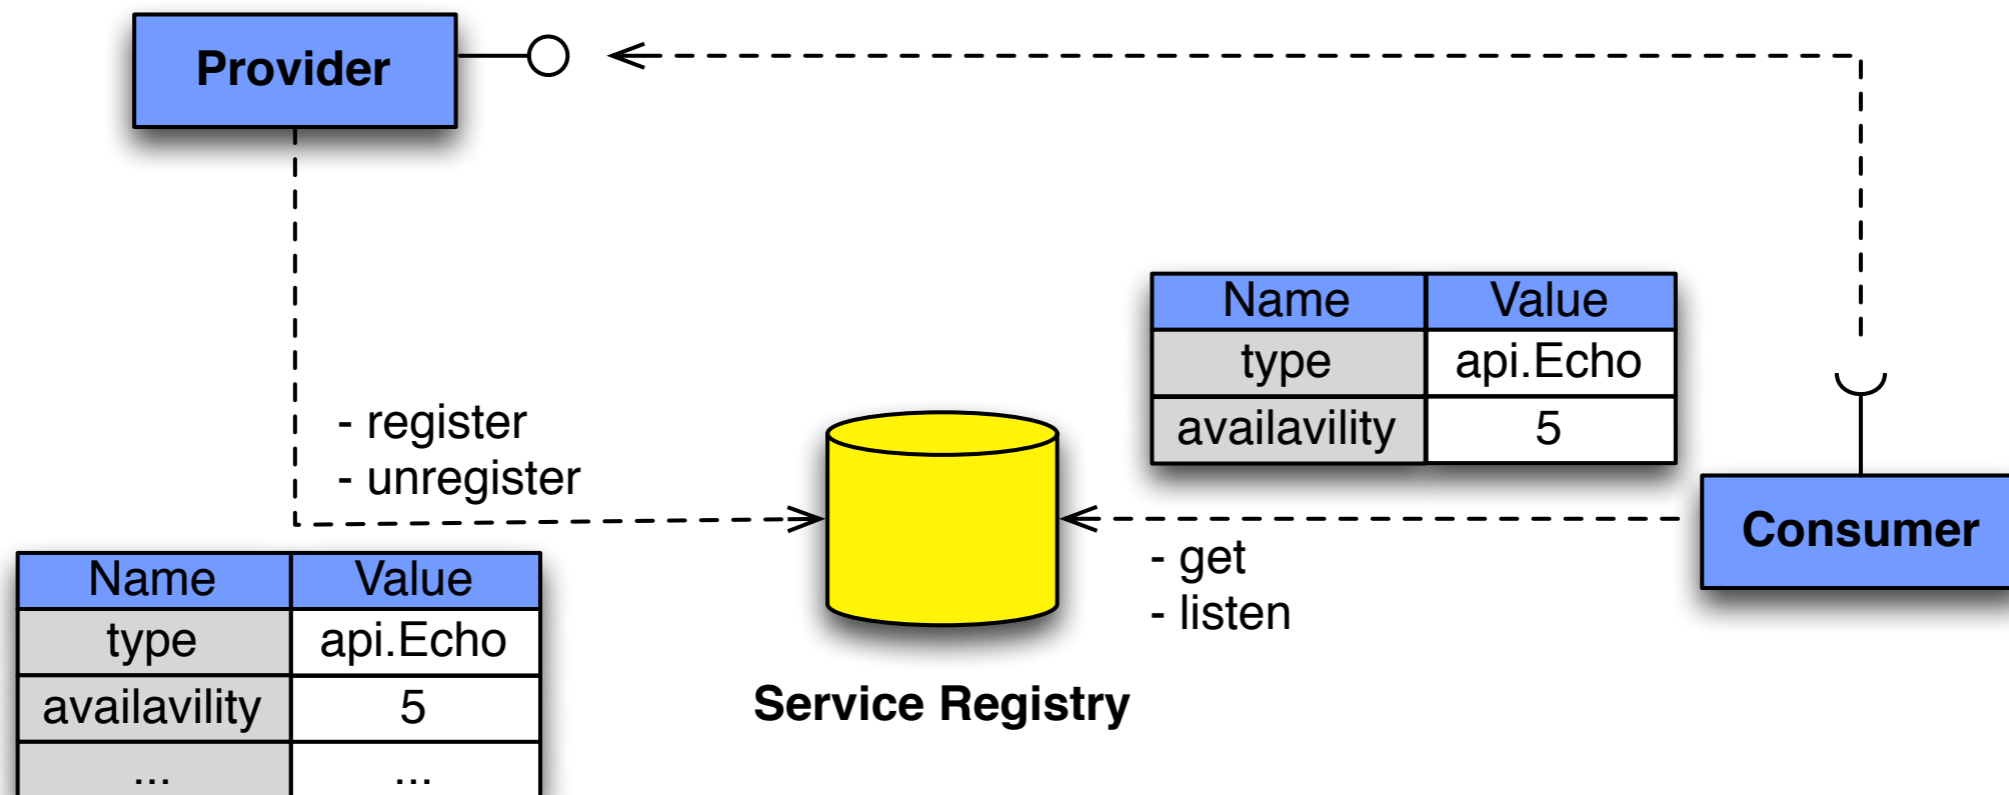 Provider
Name Value
type api.Echo
availavility 5
- register
- unregister
Consumer
- get
- listen
Name Value
type api.Echo
availavility 5
... ...
Service Registry